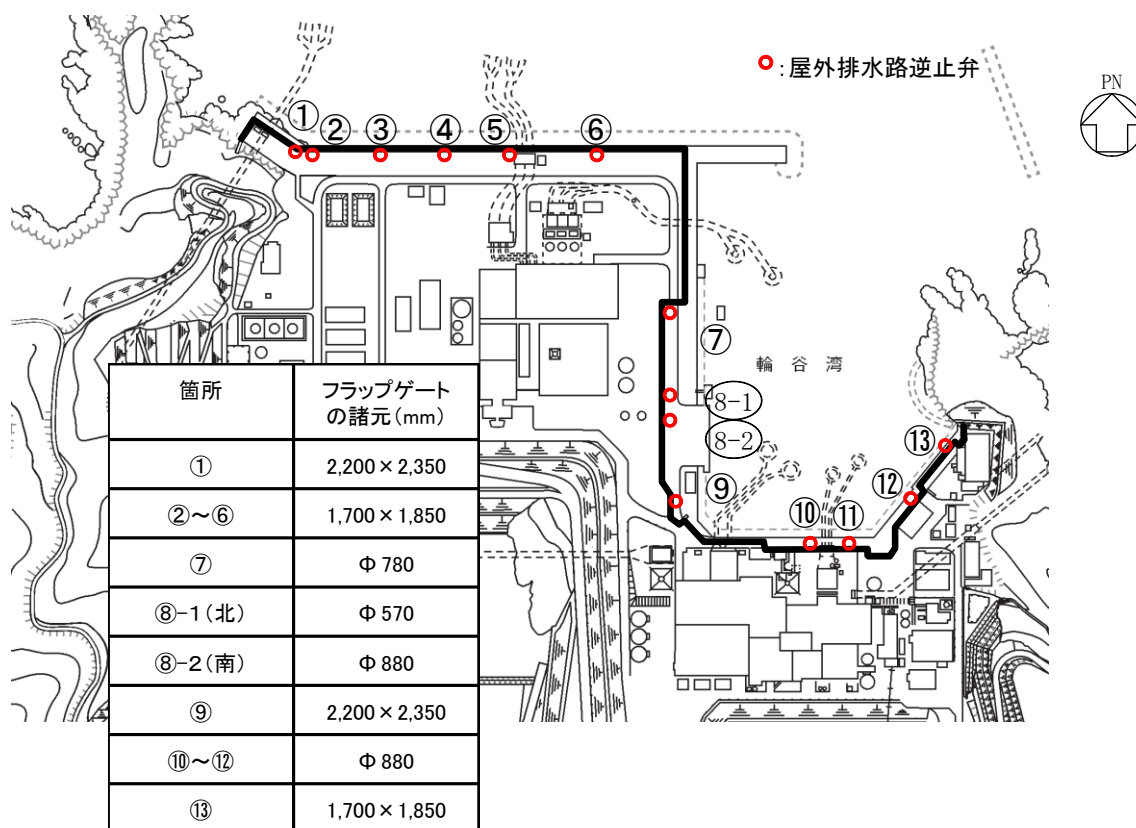 ○:屋外排水路逆止弁
PN
①
②
③
④
⑤
⑥
⑦
輪谷湾
8-1
8-2
⑨
⑩
⑪
⑫
⑬
箇所 フラップゲートの諸元(mm)
① 2,200×2,350
②～⑥ 1,700×1,850
⑦ Φ780
⑧-1(北) Φ570
⑧-2(南) Φ880
⑨ 2,200×2,350
⑩～⑫ Φ880
⑬ 1,700×1,850